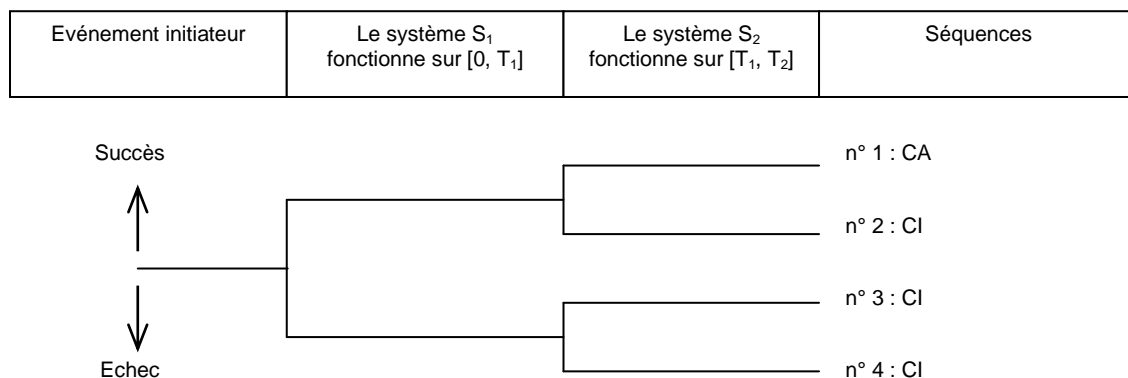 Evénement initiateur
Le système S₁
fonctionne sur [0, T₁]
Le système S₂
fonctionne sur [T₁, T₂]
Séquences
Succès
n° 1 : CA
n° 2 : CI
n° 3 : CI
Echec
n° 4 : CI